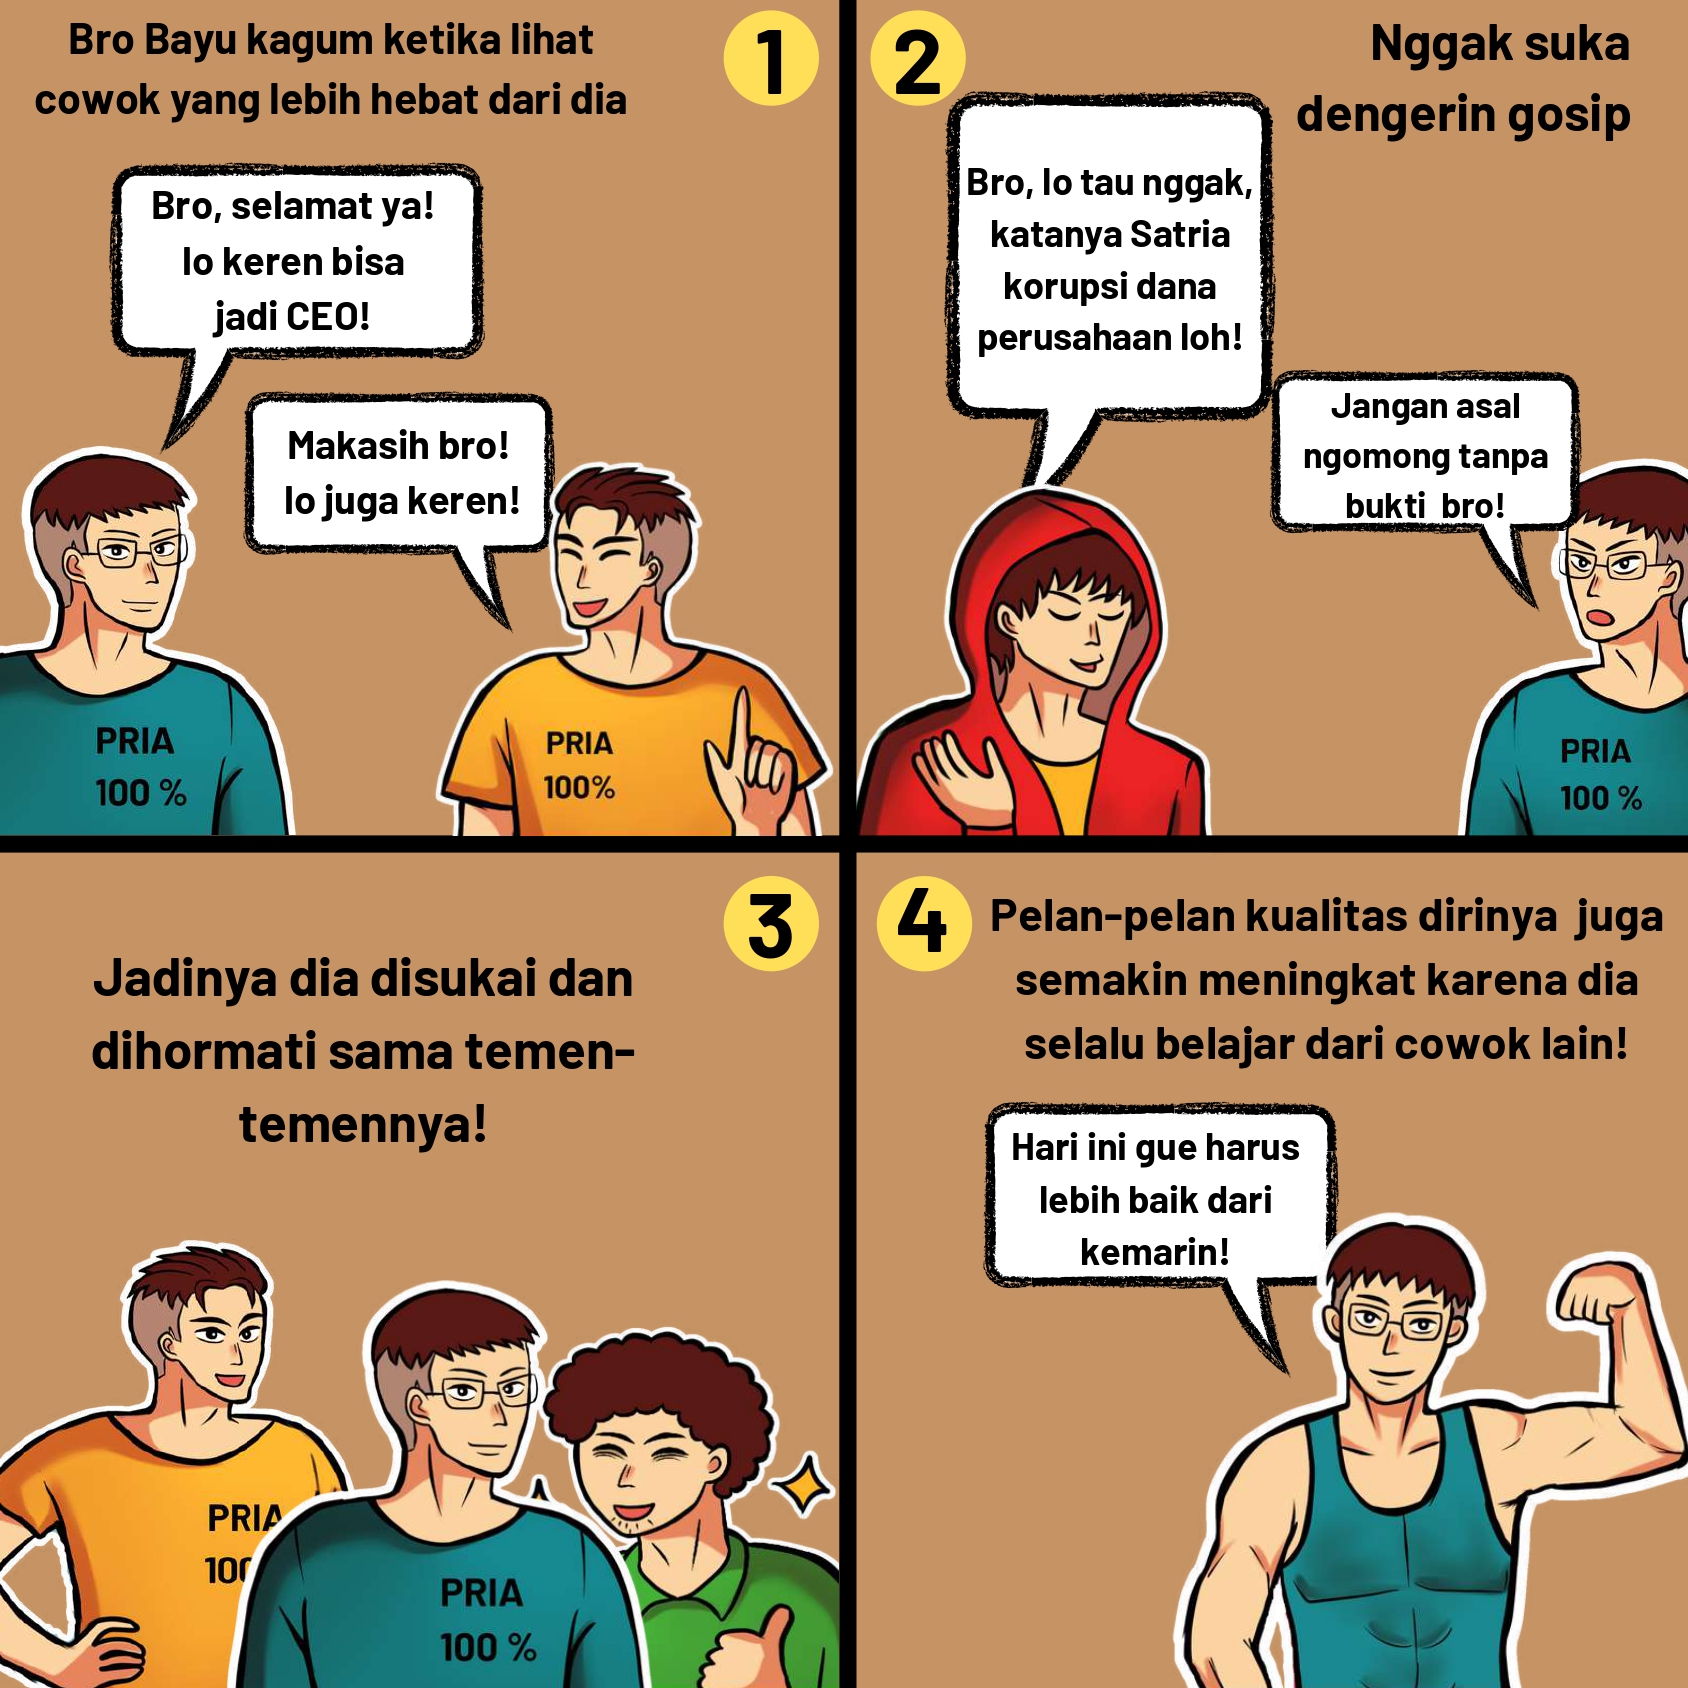 Bro Bayu kagum ketika lihat
cowok yang lebih hebat dari dia
1
Bro, selamat ya!
lo keren bisa
jadi CEO!
Makasih bro!
lo juga keren!
PRIA
100 %
PRIA
100%
2
Nggak suka
dengerin gosip
Bro, lo tau nggak,
katanya Satria
korupsi dana
perusahaan loh!
Jangan asal
ngomong tanpa
bukti bro!
PRIA
100 %
3
Jadinya dia disukai dan
dihormati sama temen-
temennya!
PRIA
100
PRIA
100 %
4
Pelan-pelan kualitas dirinya juga
semakin meningkat karena dia
selalu belajar dari cowok lain!
Hari ini gue harus
lebih baik dari
kemarin!